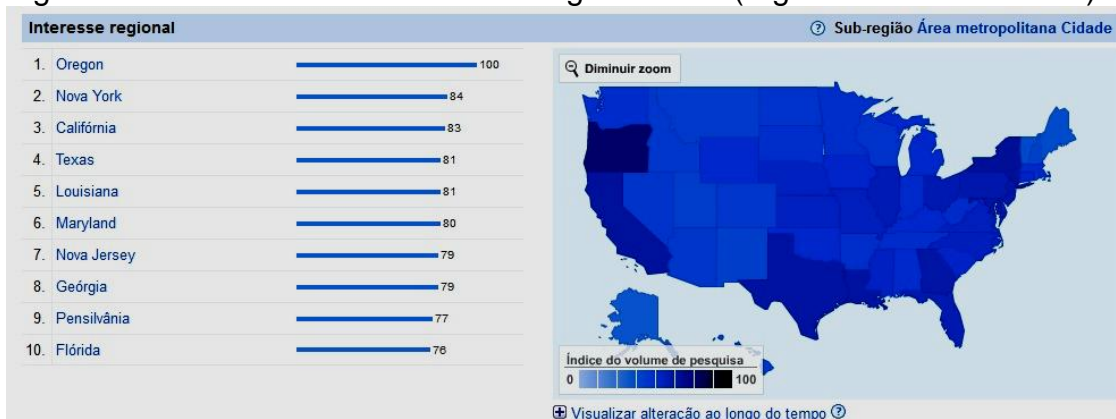 Interesse regional
Sub-região Área metropolitana Cidade
1. Oregon 100
2. Nova York 84
3. Califórnia 83
4. Texas 81
5. Louisiana 81
6. Maryland 80
7. Nova Jersey 79
8. Geórgia 79
9. Pensilvânia 77
10. Flórida 76
Diminuir zoom
Índice do volume de pesquisa
0 100
Visualizar alteração ao longo do tempo